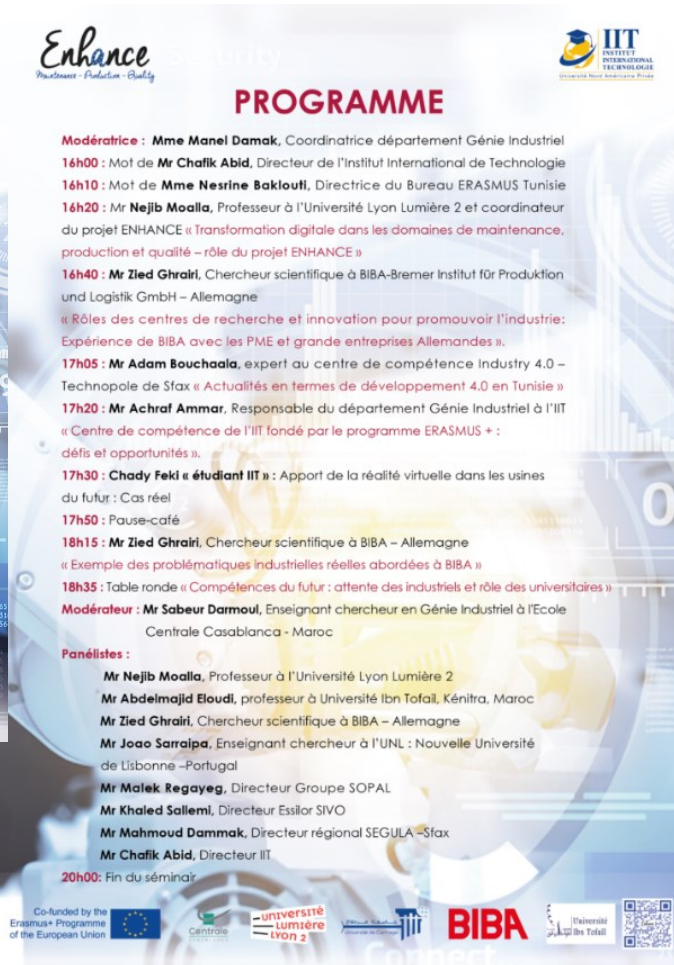 Enhance
Maintenance - Production - Quality
Security
IIT
INSTITUT
INTERNATIONAL
TECHNOLOGIE
Université Nord Américaine Privée
PROGRAMME
Modératrice : Mme Manel Damak, Coordinatrice département Génie Industriel
16h00 : Mot de Mr Chafik Abid, Directeur de l'Institut International de Technologie
16h10 : Mot de Mme Nesrine Baklouti, Directrice du Bureau ERASMUS Tunisie
16h20 : Mr Nejib Moalla, Professeur à l'Université Lyon Lumière 2 et coordinateur
du projet ENHANCE « Transformation digitale dans les domaines de maintenance,
production et qualité – rôle du projet ENHANCE »
16h40 : Mr Zied Ghrairi, Chercheur scientifique à BIBA-Bremer Institut für Produktion
und Logistik GmbH – Allemagne
« Rôles des centres de recherche et innovation pour promouvoir l'industrie:
Expérience de BIBA avec les PME et grande entreprises Allemandes ».
17h05 : Mr Adam Bouchaala, expert au centre de compétence Industry 4.0 –
Technopole de Sfax « Actualités en termes de développement 4.0 en Tunisie »
17h20 : Mr Achraf Ammar, Responsable du département Génie Industriel à l'IIT
« Centre de compétence de l'IIT fondé par le programme ERASMUS + :
défis et opportunités ».
17h30 : Chady Feki « étudiant IIT » : Apport de la réalité virtuelle dans les usines
du futur : Cas réel
17h50 : Pause-café
18h15 : Mr Zied Ghrairi, Chercheur scientifique à BIBA – Allemagne
« Exemple des problématiques industrielles réelles abordées à BIBA »
18h35 : Table ronde « Compétences du futur : attente des industriels et rôle des universitaires »
Modérateur : Mr Sabeur Darmoul, Enseignant chercheur en Génie Industriel à l'Ecole
Centrale Casablanca - Maroc
Panélistes :
Mr Nejib Moalla, Professeur à l'Université Lyon Lumière 2
Mr Abdelmajid Eloudi, professeur à Université Ibn Tofail, Kénitra, Maroc
Mr Zied Ghrairi, Chercheur scientifique à BIBA – Allemagne
Mr Joao Sarraipa, Enseignant chercheur à l'UNL : Nouvelle Université
de Lisbonne –Portugal
Mr Malek Regayeg, Directeur Groupe SOPAL
Mr Khaled Sallemi, Directeur Essilor SIVO
Mr Mahmoud Dammak, Directeur régional SEGULA –Sfax
Mr Chafik Abid, Directeur IIT
20h00: Fin du séminair
Co-funded by the
Erasmus+ Programme
of the European Union
Centrale
UNIVERSITÉ
LUMIÈRE
LYON 2
Université de Carthage
BIBA
Université
Ibn Tofail